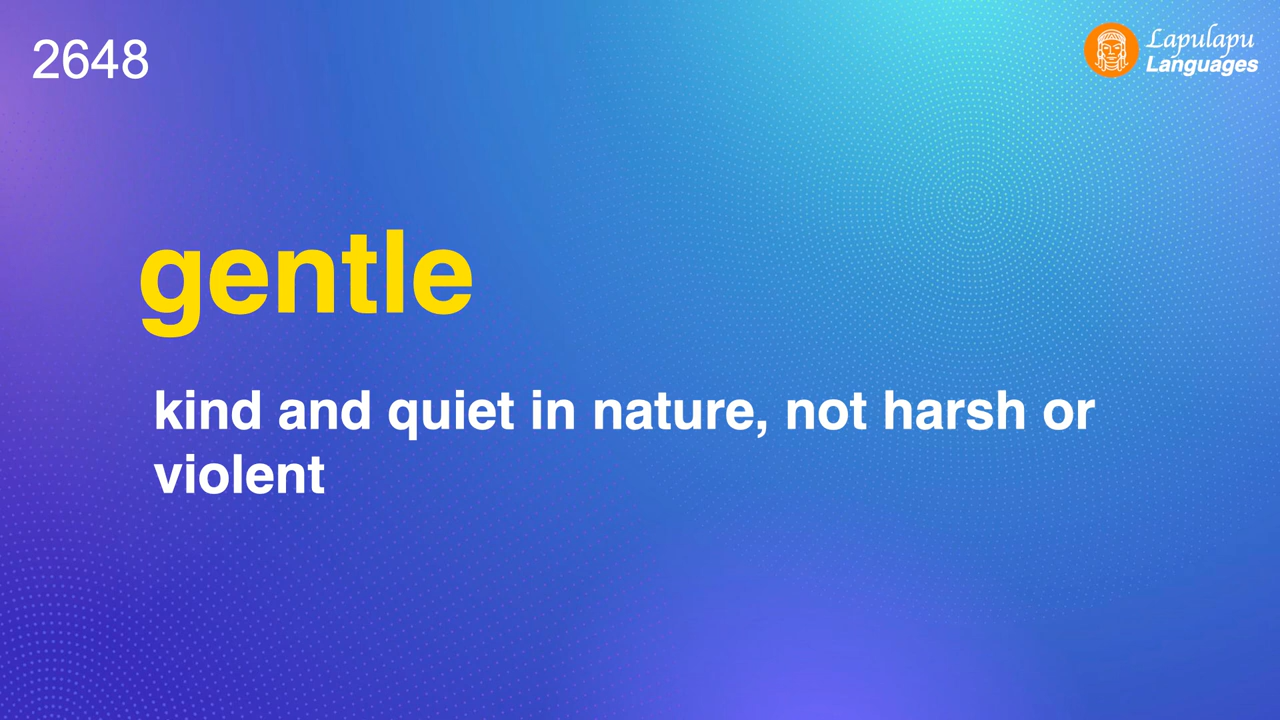 2648
Lapulapu
Languages
gentle
kind and quiet in nature, not harsh or
violent